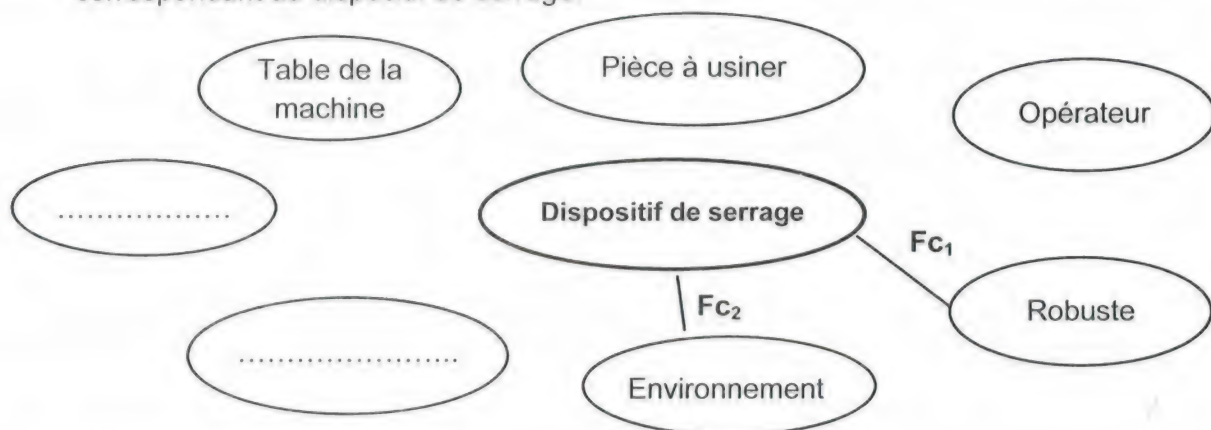 Table de la
machine
Pièce à usiner
Opérateur
....................
Dispositif de serrage
Fc₁
Fc₂
Robuste
.........................
Environnement